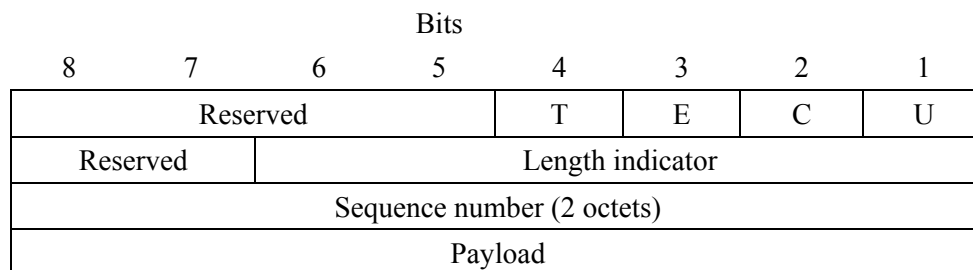 Bits
8 7 6 5 4 3 2 1
Reserved T E C U
Reserved Length indicator
Sequence number (2 octets)
Payload